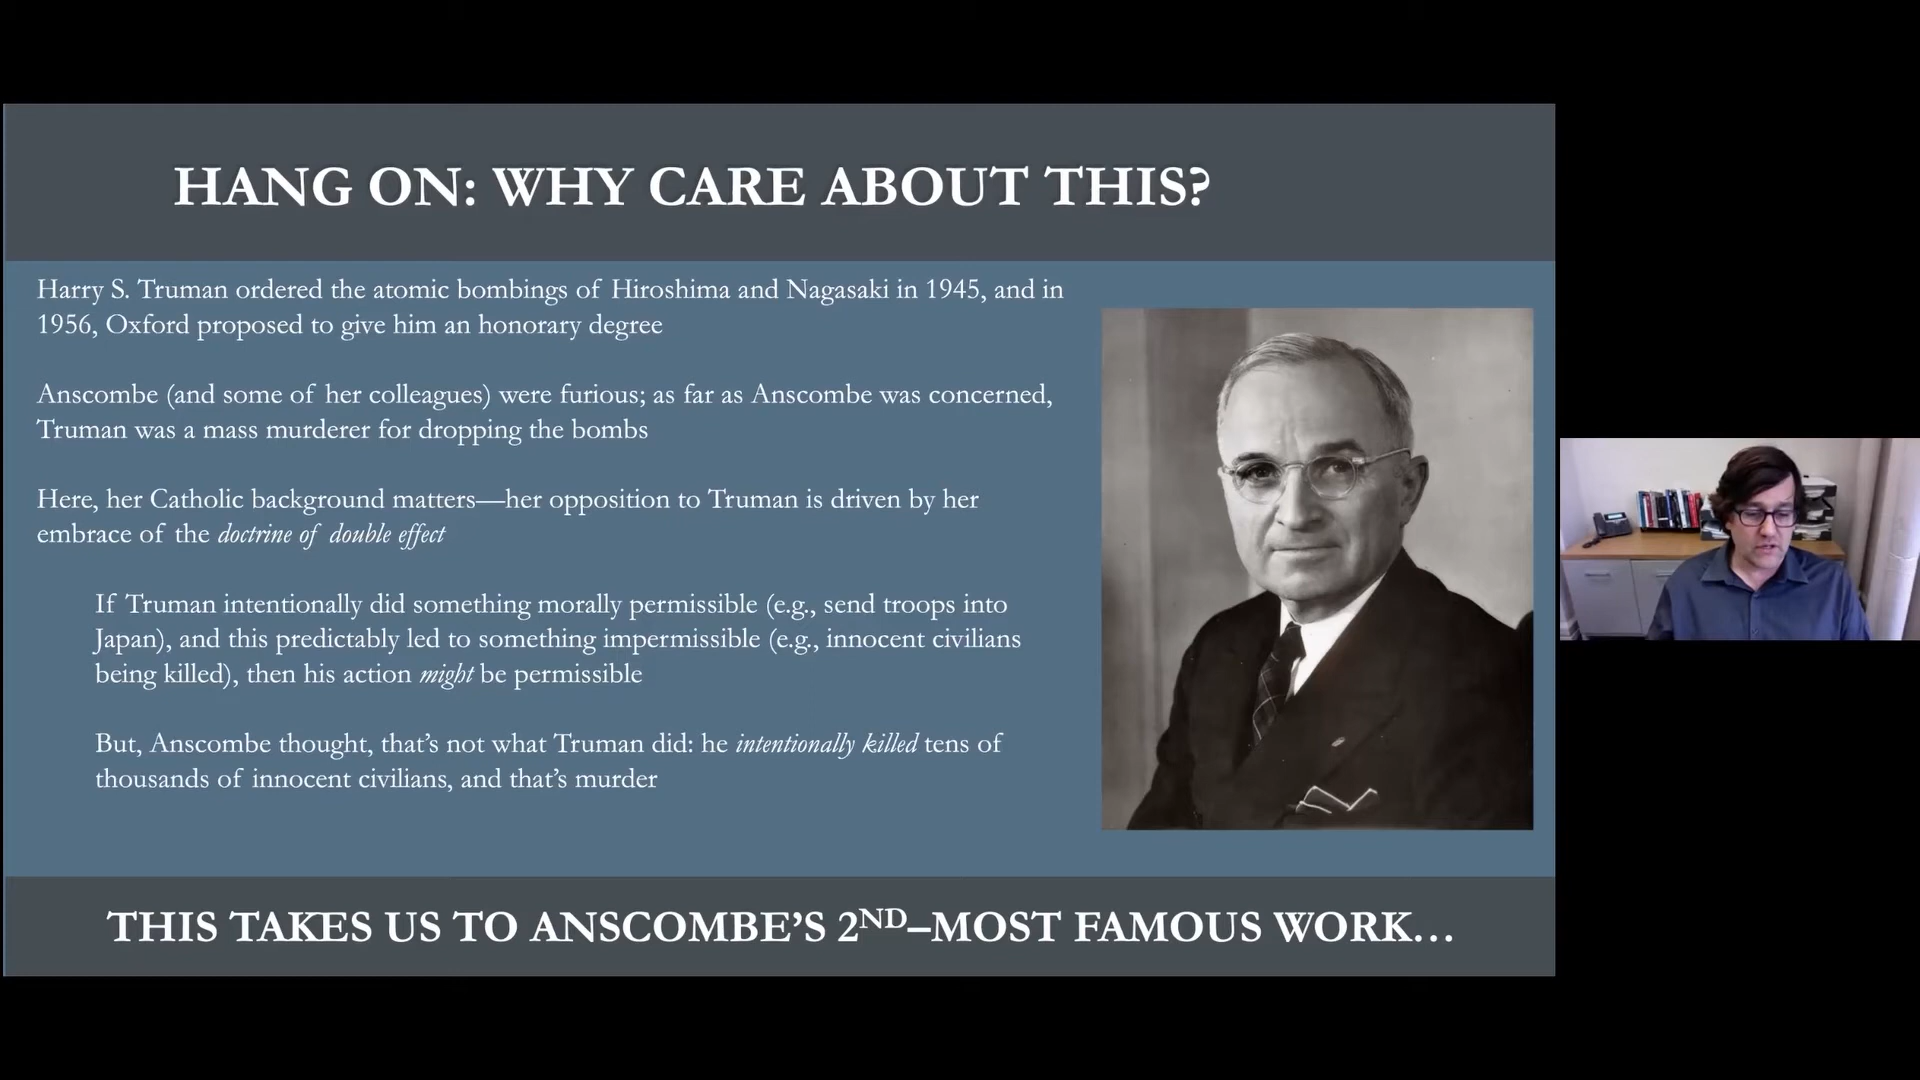 HANG ON: WHY CARE ABOUT THIS?
Harry S. Truman ordered the atomic bombings of Hiroshima and Nagasaki in 1945, and in
1956, Oxford proposed to give him an honorary degree
Anscombe (and some of her colleagues) were furious; as far as Anscombe was concerned,
Truman was a mass murderer for dropping the bombs
Here, her Catholic background matters—her opposition to Truman is driven by her
embrace of the doctrine of double effect
If Truman intentionally did something morally permissible (e.g., send troops into
Japan), and this predictably led to something impermissible (e.g., innocent civilians
being killed), then his action might be permissible
But, Anscombe thought, that’s not what Truman did: he intentionally killed tens of
thousands of innocent civilians, and that’s murder
THIS TAKES US TO ANSCOMBE’S 2ND–MOST FAMOUS WORK…